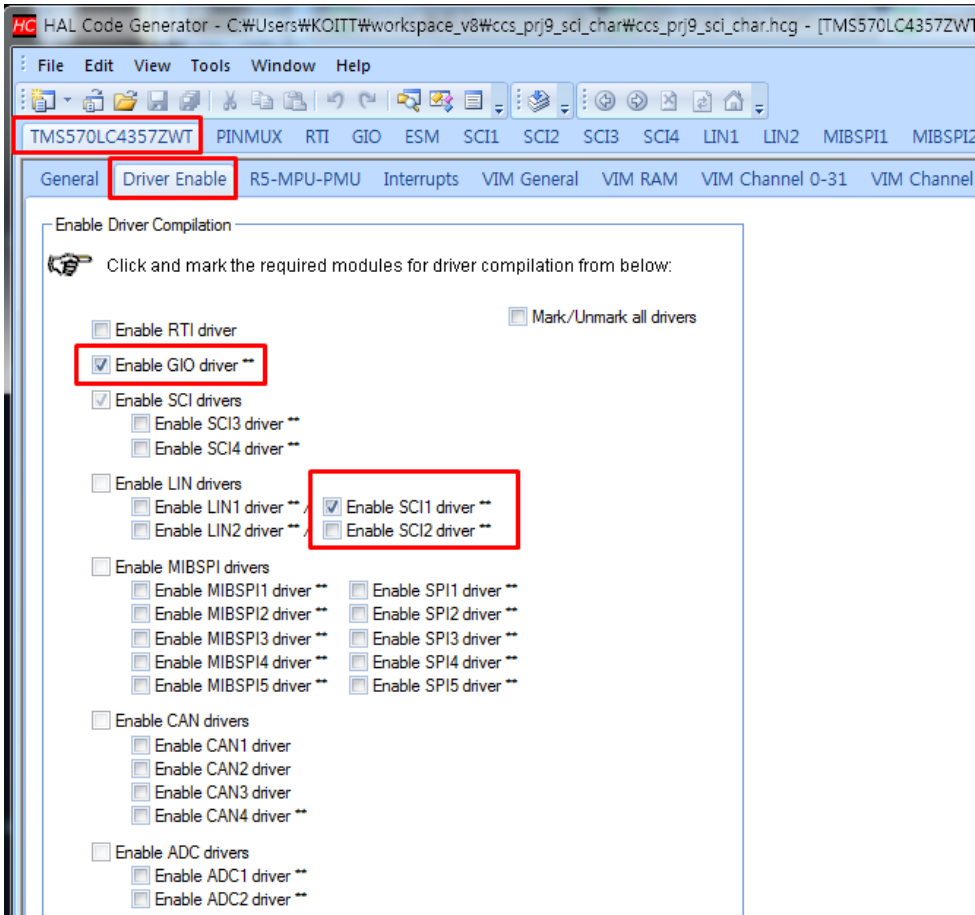 HC HAL Code Generator - C:₩Users₩KOITT₩workspace_v8₩ccs_prj9_sci_char₩ccs_prj9_sci_char.hcg - [TMS570LC4357ZWT
File Edit View Tools Window Help
TMS570LC4357ZWT PINMUX RTI GIO ESM SCI1 SCI2 SCI3 SCI4 LIN1 LIN2 MIBSPI1 MIBSPI2
General Driver Enable R5-MPU-PMU Interrupts VIM General VIM RAM VIM Channel 0-31 VIM Channel
Enable Driver Compilation
Click and mark the required modules for driver compilation from below:
Mark/Unmark all drivers
Enable RTI driver
Enable GIO driver **
Enable SCI drivers
Enable SCI3 driver **
Enable SCI4 driver **
Enable LIN drivers
Enable LIN1 driver ** / Enable SCI1 driver **
Enable LIN2 driver ** / Enable SCI2 driver **
Enable MIBSPI drivers
Enable MIBSPI1 driver ** Enable SPI1 driver **
Enable MIBSPI2 driver ** Enable SPI2 driver **
Enable MIBSPI3 driver ** Enable SPI3 driver **
Enable MIBSPI4 driver ** Enable SPI4 driver **
Enable MIBSPI5 driver ** Enable SPI5 driver **
Enable CAN drivers
Enable CAN1 driver
Enable CAN2 driver
Enable CAN3 driver
Enable CAN4 driver **
Enable ADC drivers
Enable ADC1 driver **
Enable ADC2 driver **